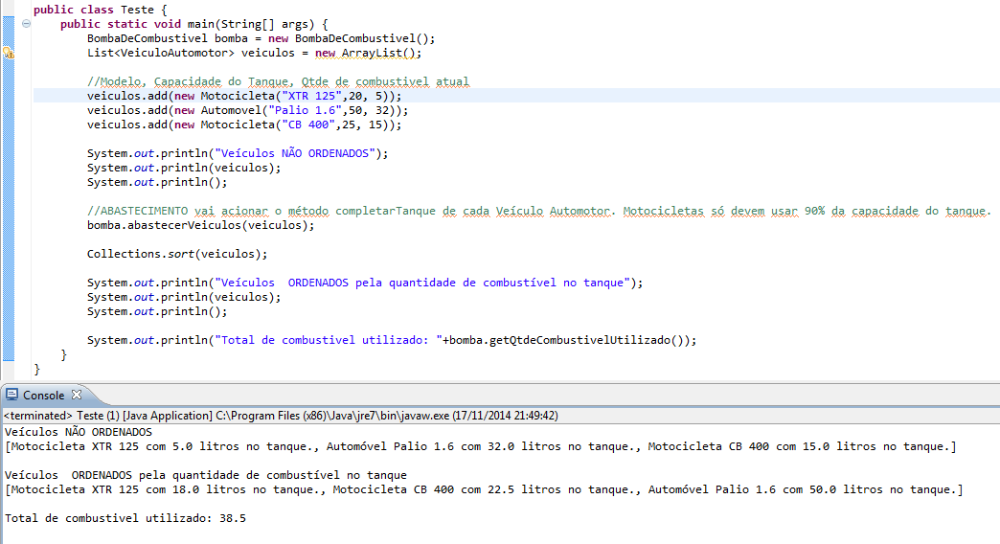 public class Teste {
public static void main(String[] args) {
BombaDeCombustivel bomba = new BombaDeCombustivel();
List<VeiculoAutomotor> veiculos = new ArrayList();
//Modelo, Capacidade do Tanque, Qtde de combustivel atual
veiculos.add(new Motocicleta("XTR 125",20, 5));
veiculos.add(new Automovel("Palio 1.6",50, 32));
veiculos.add(new Motocicleta("CB 400",25, 15));
System.out.println("Veículos NÃO ORDENADOS");
System.out.println(veiculos);
System.out.println();
//ABASTECIMENTO vai acionar o método completarTanque de cada Veículo Automotor. Motocicletas só devem usar 90% da capacidade do tanque.
bomba.abastecerVeiculos(veiculos);
Collections.sort(veiculos);
System.out.println("Veículos  ORDENADOS pela quantidade de combustível no tanque");
System.out.println(veiculos);
System.out.println();
System.out.println("Total de combustivel utilizado: "+bomba.getQtdeCombustivelUtilizado());
}
}
Console
<terminated> Teste (1) [Java Application] C:\Program Files (x86)\Java\jre7\bin\javaw.exe (17/11/2014 21:49:42)
Veículos NÃO ORDENADOS
[Motocicleta XTR 125 com 5.0 litros no tanque., Automóvel Palio 1.6 com 32.0 litros no tanque., Motocicleta CB 400 com 15.0 litros no tanque.]
Veículos  ORDENADOS pela quantidade de combustível no tanque
[Motocicleta XTR 125 com 18.0 litros no tanque., Motocicleta CB 400 com 22.5 litros no tanque., Automóvel Palio 1.6 com 50.0 litros no tanque.]
Total de combustivel utilizado: 38.5